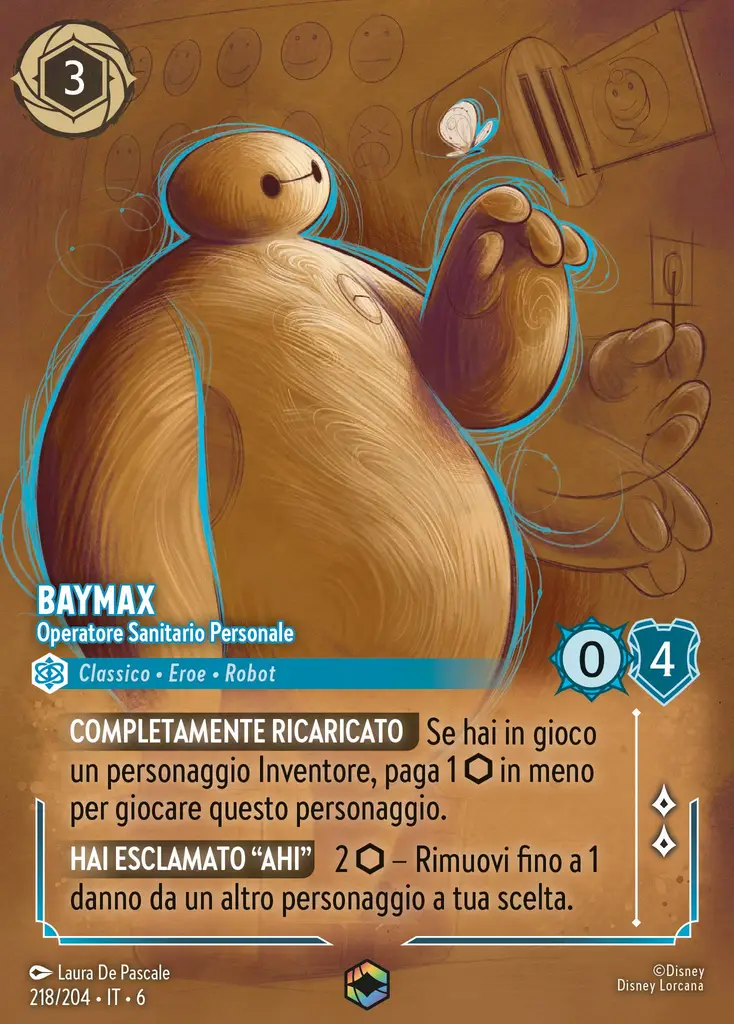 3
BAYMAX
Operatore Sanitario Personale
Classico • Eroe • Robot
0 4
COMPLETAMENTE RICARICATO Se hai in gioco
un personaggio Inventore, paga 1 in meno
per giocare questo personaggio.
HAI ESCLAMATO “AHI” 2 – Rimuovi fino a 1
danno da un altro personaggio a tua scelta.
Laura De Pascale
218/204 • IT • 6
©Disney
Disney Lorcana